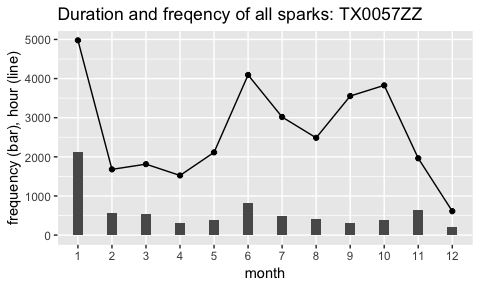 Duration and freqency of all sparks: TX0057ZZ
frequency (bar), hour (line)
5000
4000
3000
2000
1000
0
1 2 3 4 5 6 7 8 9 10 11 12
month